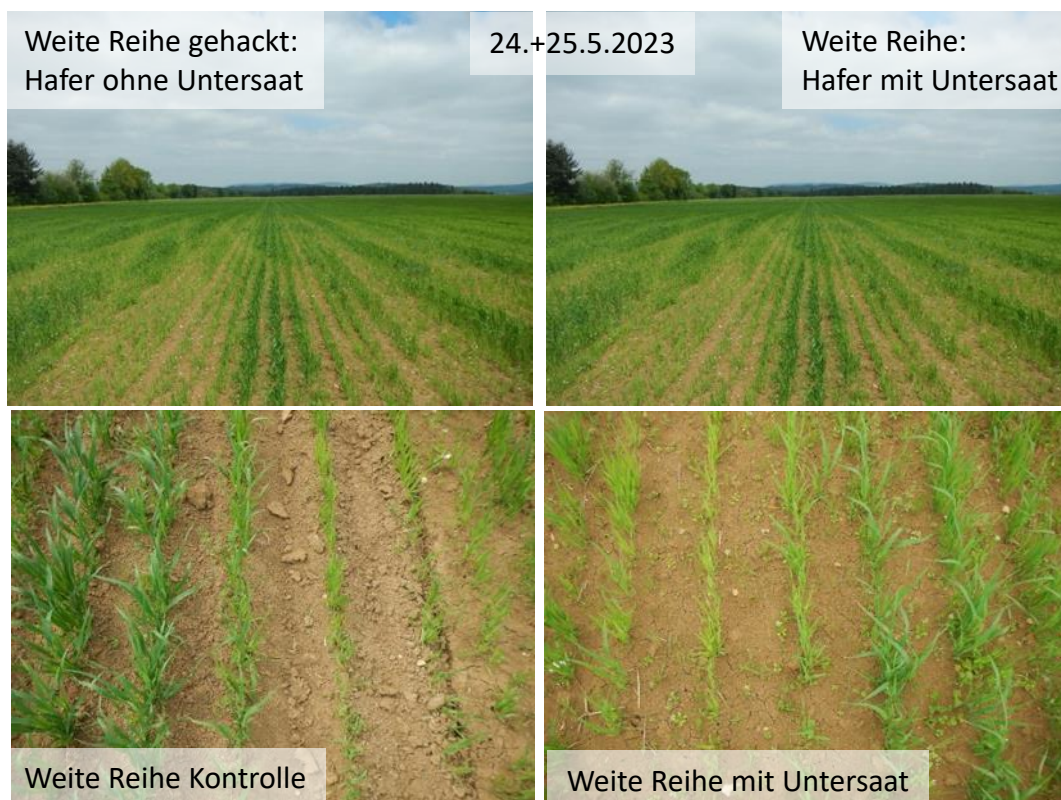 Weite Reihe gehackt:
Hafer ohne Untersaat
24.+25.5.2023
Weite Reihe:
Hafer mit Untersaat
Weite Reihe Kontrolle
Weite Reihe mit Untersaat